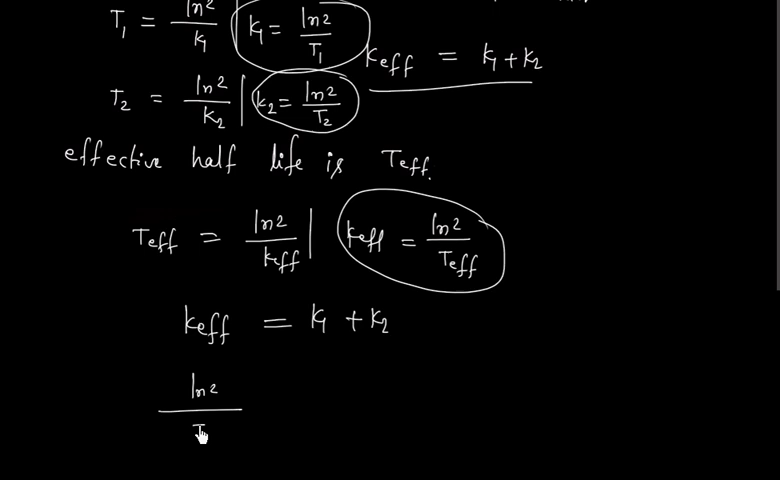 T₁ = ln2/k₁ | k₁ = ln2/T₁
keff = k₁ + k₂
T₂ = ln2/k₂ | k₂ = ln2/T₂
effective half life is Teff.
Teff = ln2/keff | keff = ln2/Teff
keff = k₁ + k₂
ln2/T